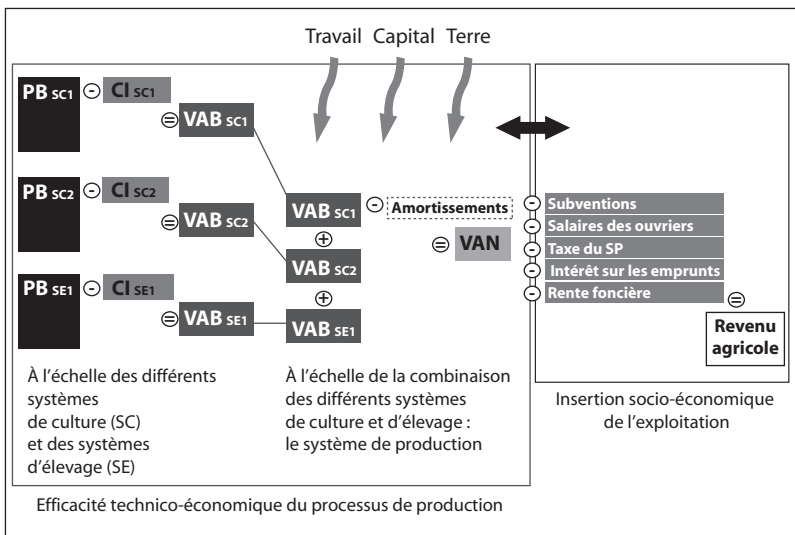 Travail Capital Terre
PB SC1 - CI SC1
= VAB SC1
PB SC2 - CI SC2
= VAB SC2
PB SE1 - CI SE1
= VAB SE1
VAB SC1 - Amortissements
+
VAB SC2
+
VAB SE1
= VAN
- Subventions
- Salaires des ouvriers
- Taxe du SP
- Intérêt sur les emprunts
- Rente foncière =
Revenu
agricole
À l'échelle des différents
systèmes
de culture (SC)
et des systèmes
d'élevage (SE)
À l'échelle de la combinaison
des différents systèmes
de culture et d'élevage :
le système de production
Insertion socio-économique
de l'exploitation
Efficacité technico-économique du processus de production